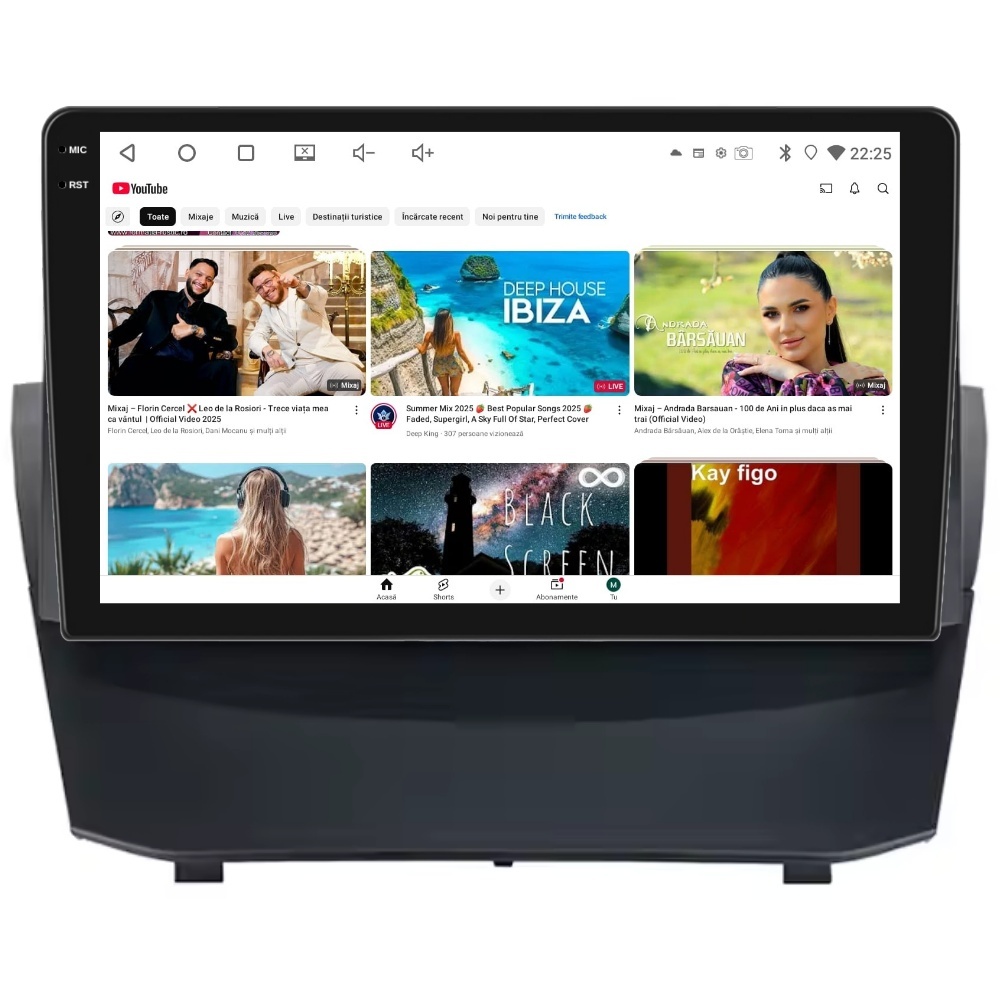 MIC
22:25
RST
YouTube
Toate
Mixaje
Muzică
Live
Destinații turistice
Încărcate recent
Noi pentru tine
Trimite feedback
Mixaj
DEEP HOUSE
IBIZA
LIVE
ANDRADA
BÂRSĂUAN
Mixaj
Mixaj – Florin Cercel ❌ Leo de la Rosiori - Trece viața mea
ca vântul | Official Video 2025
Florin Cercel, Leo de la Rosiori, Dani Mocanu și mulți alții
LIVE
Summer Mix 2025 🍓 Best Popular Songs 2025 🍓
Faded, Supergirl, A Sky Full Of Star, Perfect Cover
Deep King · 307 persoane vizionează
Mixaj – Andrada Barsauan - 100 de Ani in plus daca as mai
trai (Official Video)
Andrada Bârsăuan, Alex de la Orăștie, Elena Toma și mulți alții
BLACK
SCREEN
Kay figo
Acasă
Shorts
Abonamente
M
Tu